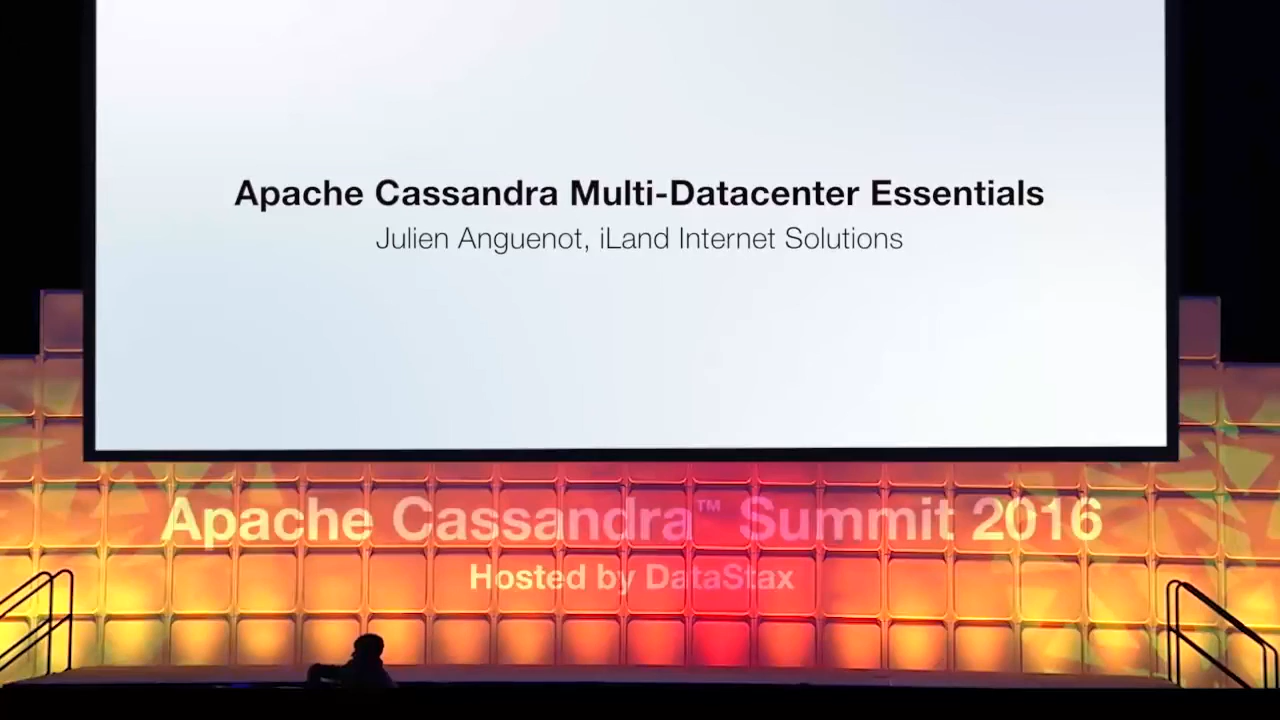 Apache Cassandra Multi-Datacenter Essentials
Julien Anguenot, iLand Internet Solutions
Apache Cassandra™ Summit 2016
Hosted by DataStax